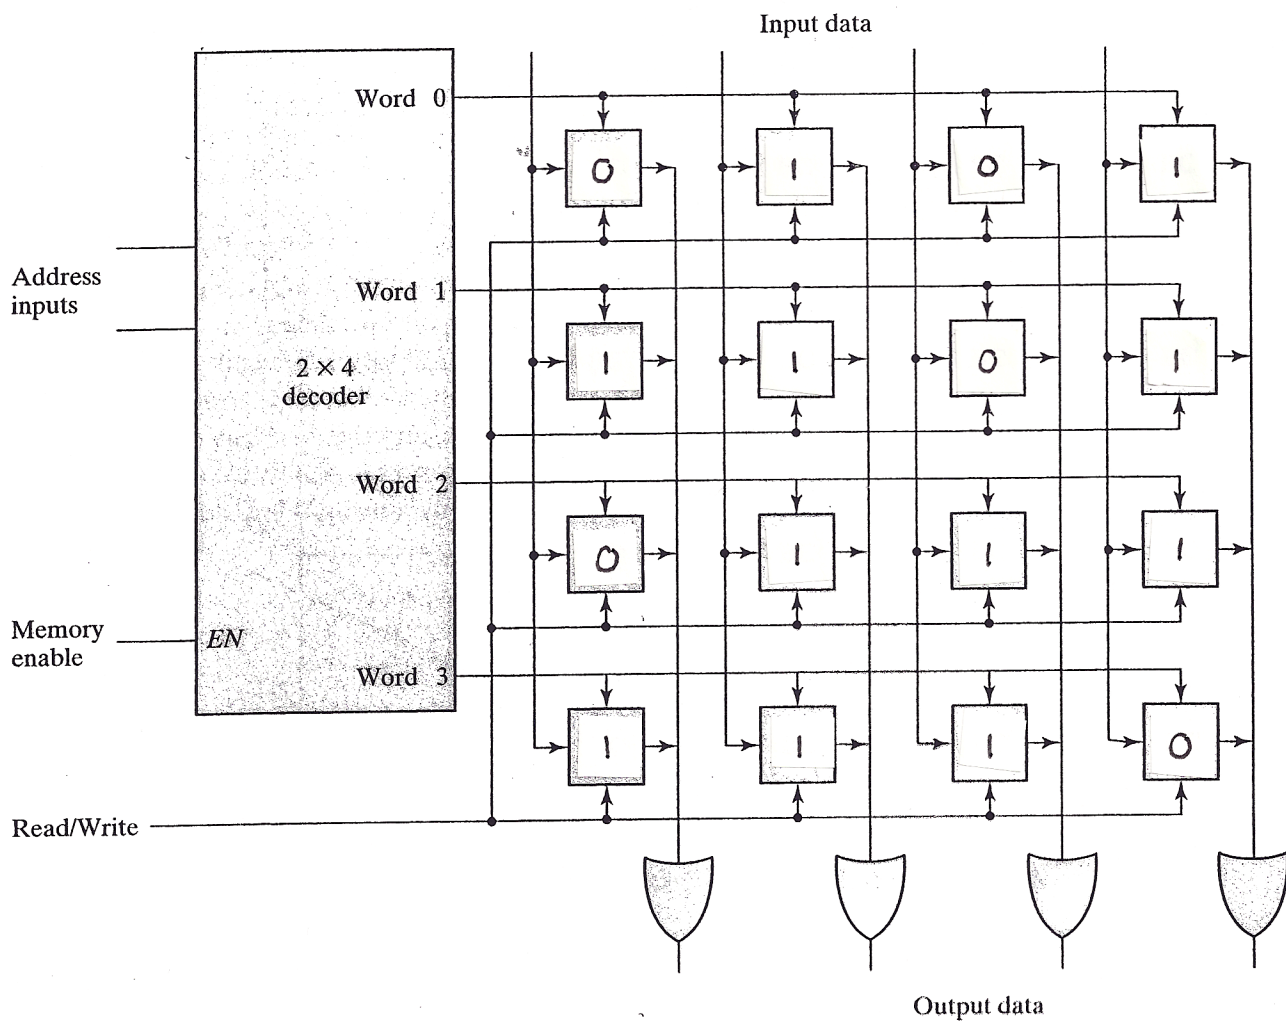 Input data
Word 0
0 1 0 1
Address
inputs
Word 1
1 1 0 1
2 × 4
decoder
Word 2
0 1 1 1
Memory
enable
EN
Word 3
1 1 1 0
Read/Write
Output data